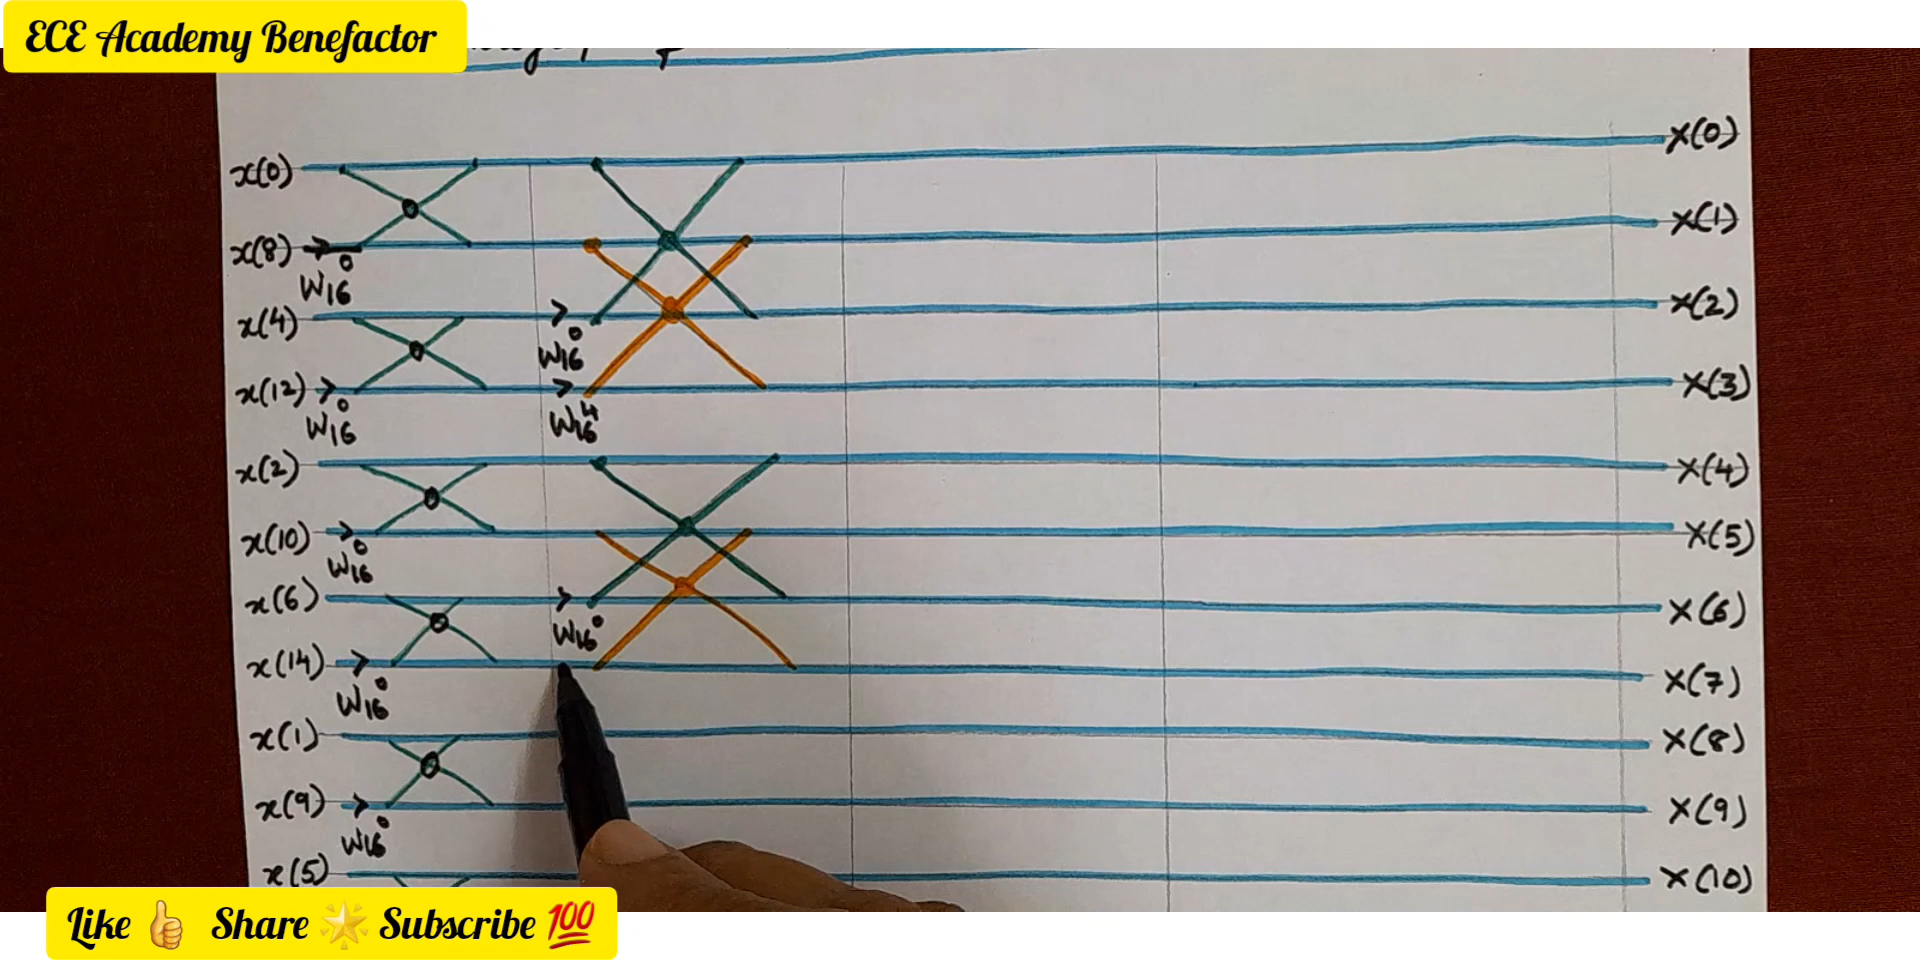 ECE Academy Benefactor
x(0) X(0)
x(8) W16^0 X(1)
x(4) W16^0 X(2)
x(12) W16^0 W16^4 X(3)
x(2) X(4)
x(10) W16^0 X(5)
x(6) W16^0 X(6)
x(14) W16^0 X(7)
x(1) X(8)
x(9) W16^0 X(9)
x(5) X(10)
Like 👍 Share 🌟 Subscribe 💯